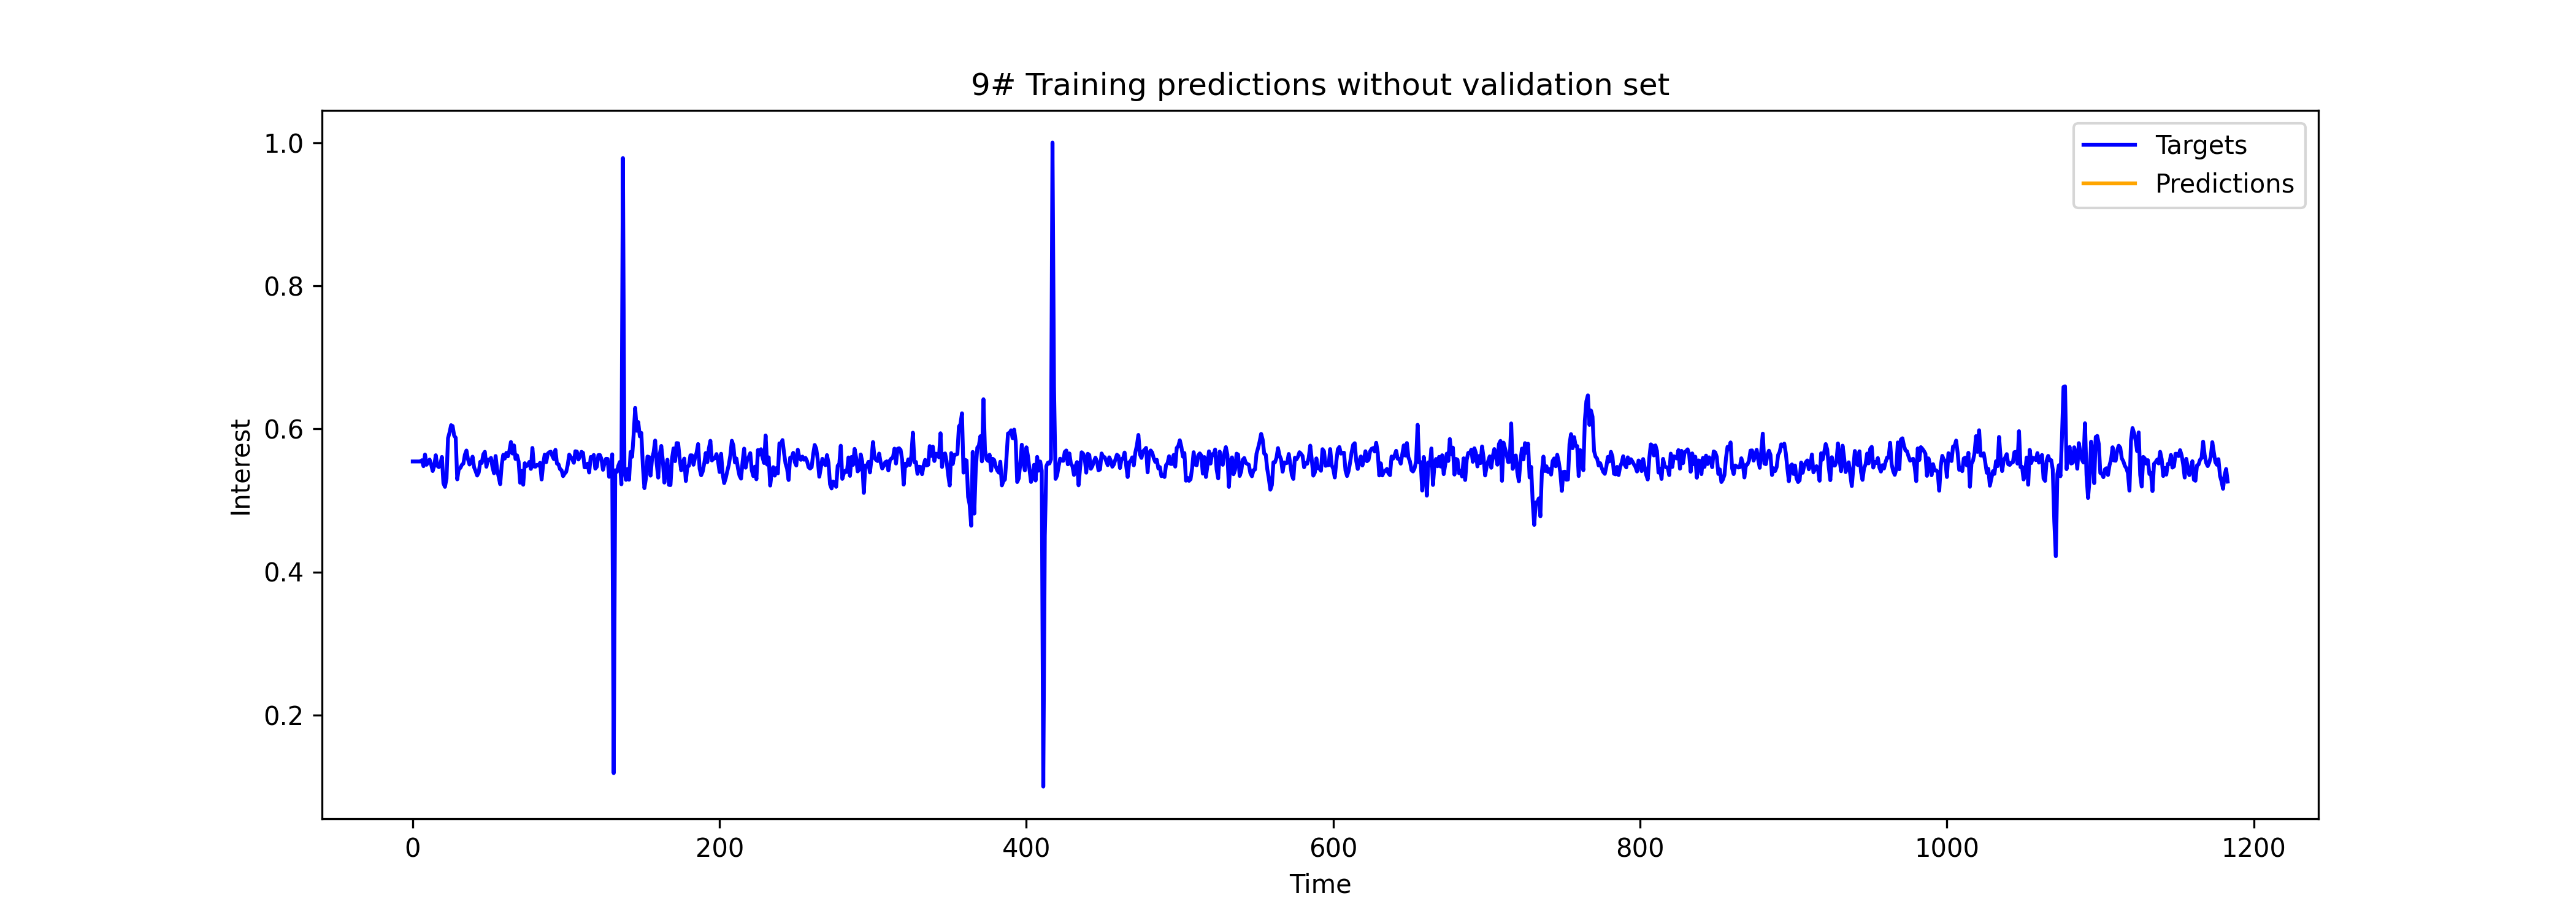 9# Training predictions without validation set
Targets
Predictions
1.0
0.8
0.6
0.4
0.2
Interest
0 200 400 600 800 1000 1200
Time